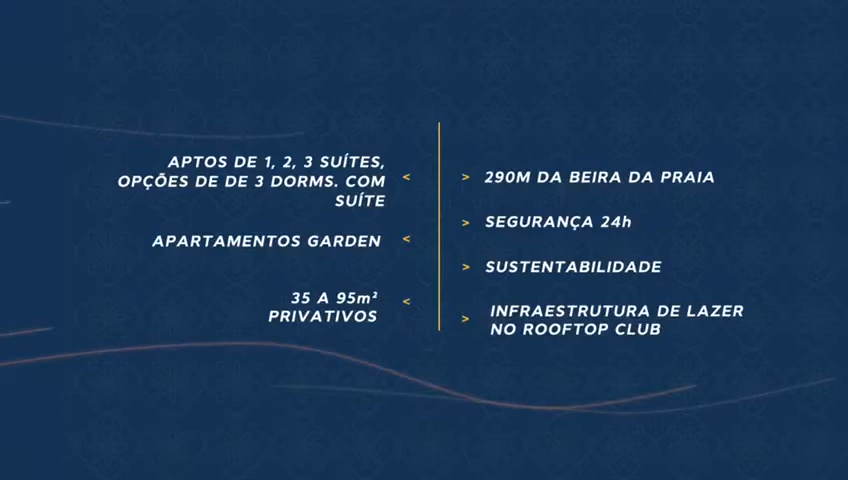 APTOS DE 1, 2, 3 SUÍTES,
OPÇÕES DE DE 3 DORMS. COM
SUÍTE
<
APARTAMENTOS GARDEN
<
35 A 95m²
PRIVATIVOS
<
> 290M DA BEIRA DA PRAIA
> SEGURANÇA 24h
> SUSTENTABILIDADE
> INFRAESTRUTURA DE LAZER
NO ROOFTOP CLUB